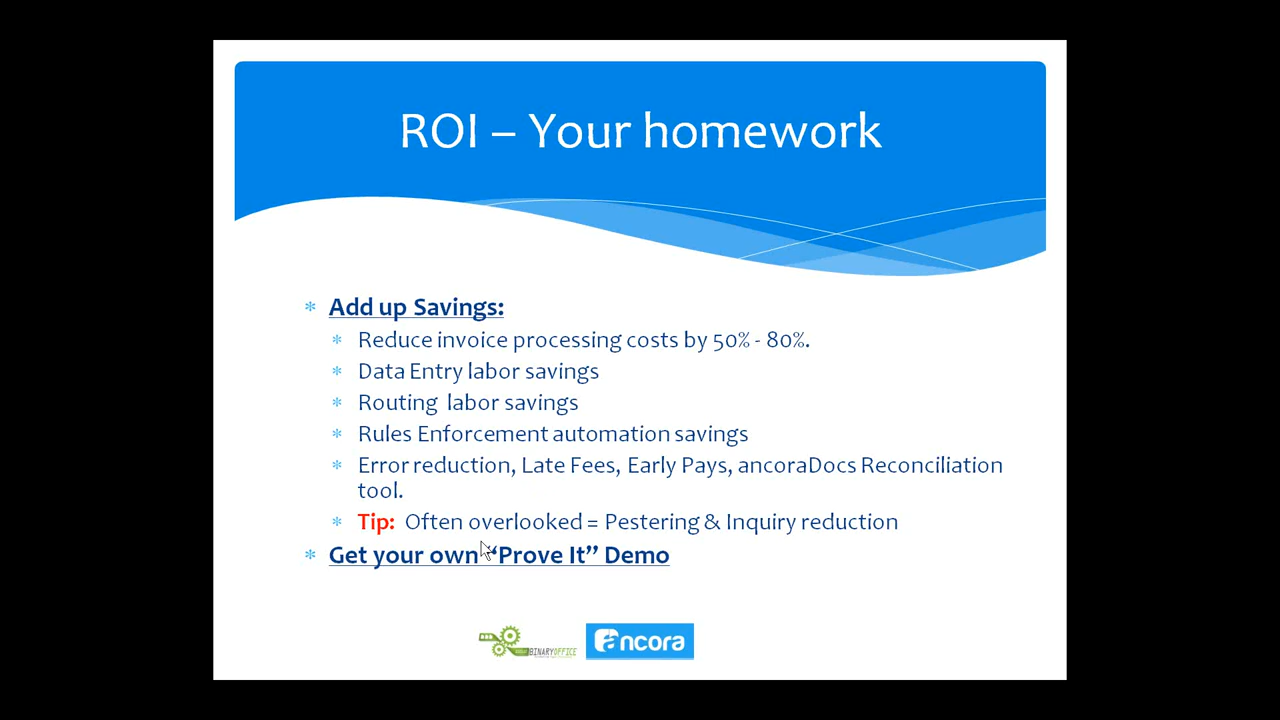 ROI – Your homework
* Add up Savings:
* Reduce invoice processing costs by 50% - 80%.
* Data Entry labor savings
* Routing labor savings
* Rules Enforcement automation savings
* Error reduction, Late Fees, Early Pays, ancoraDocs Reconciliation
tool.
* Tip: Often overlooked = Pestering & Inquiry reduction
* Get your own “Prove It” Demo
BINARYOFFICE
ancora